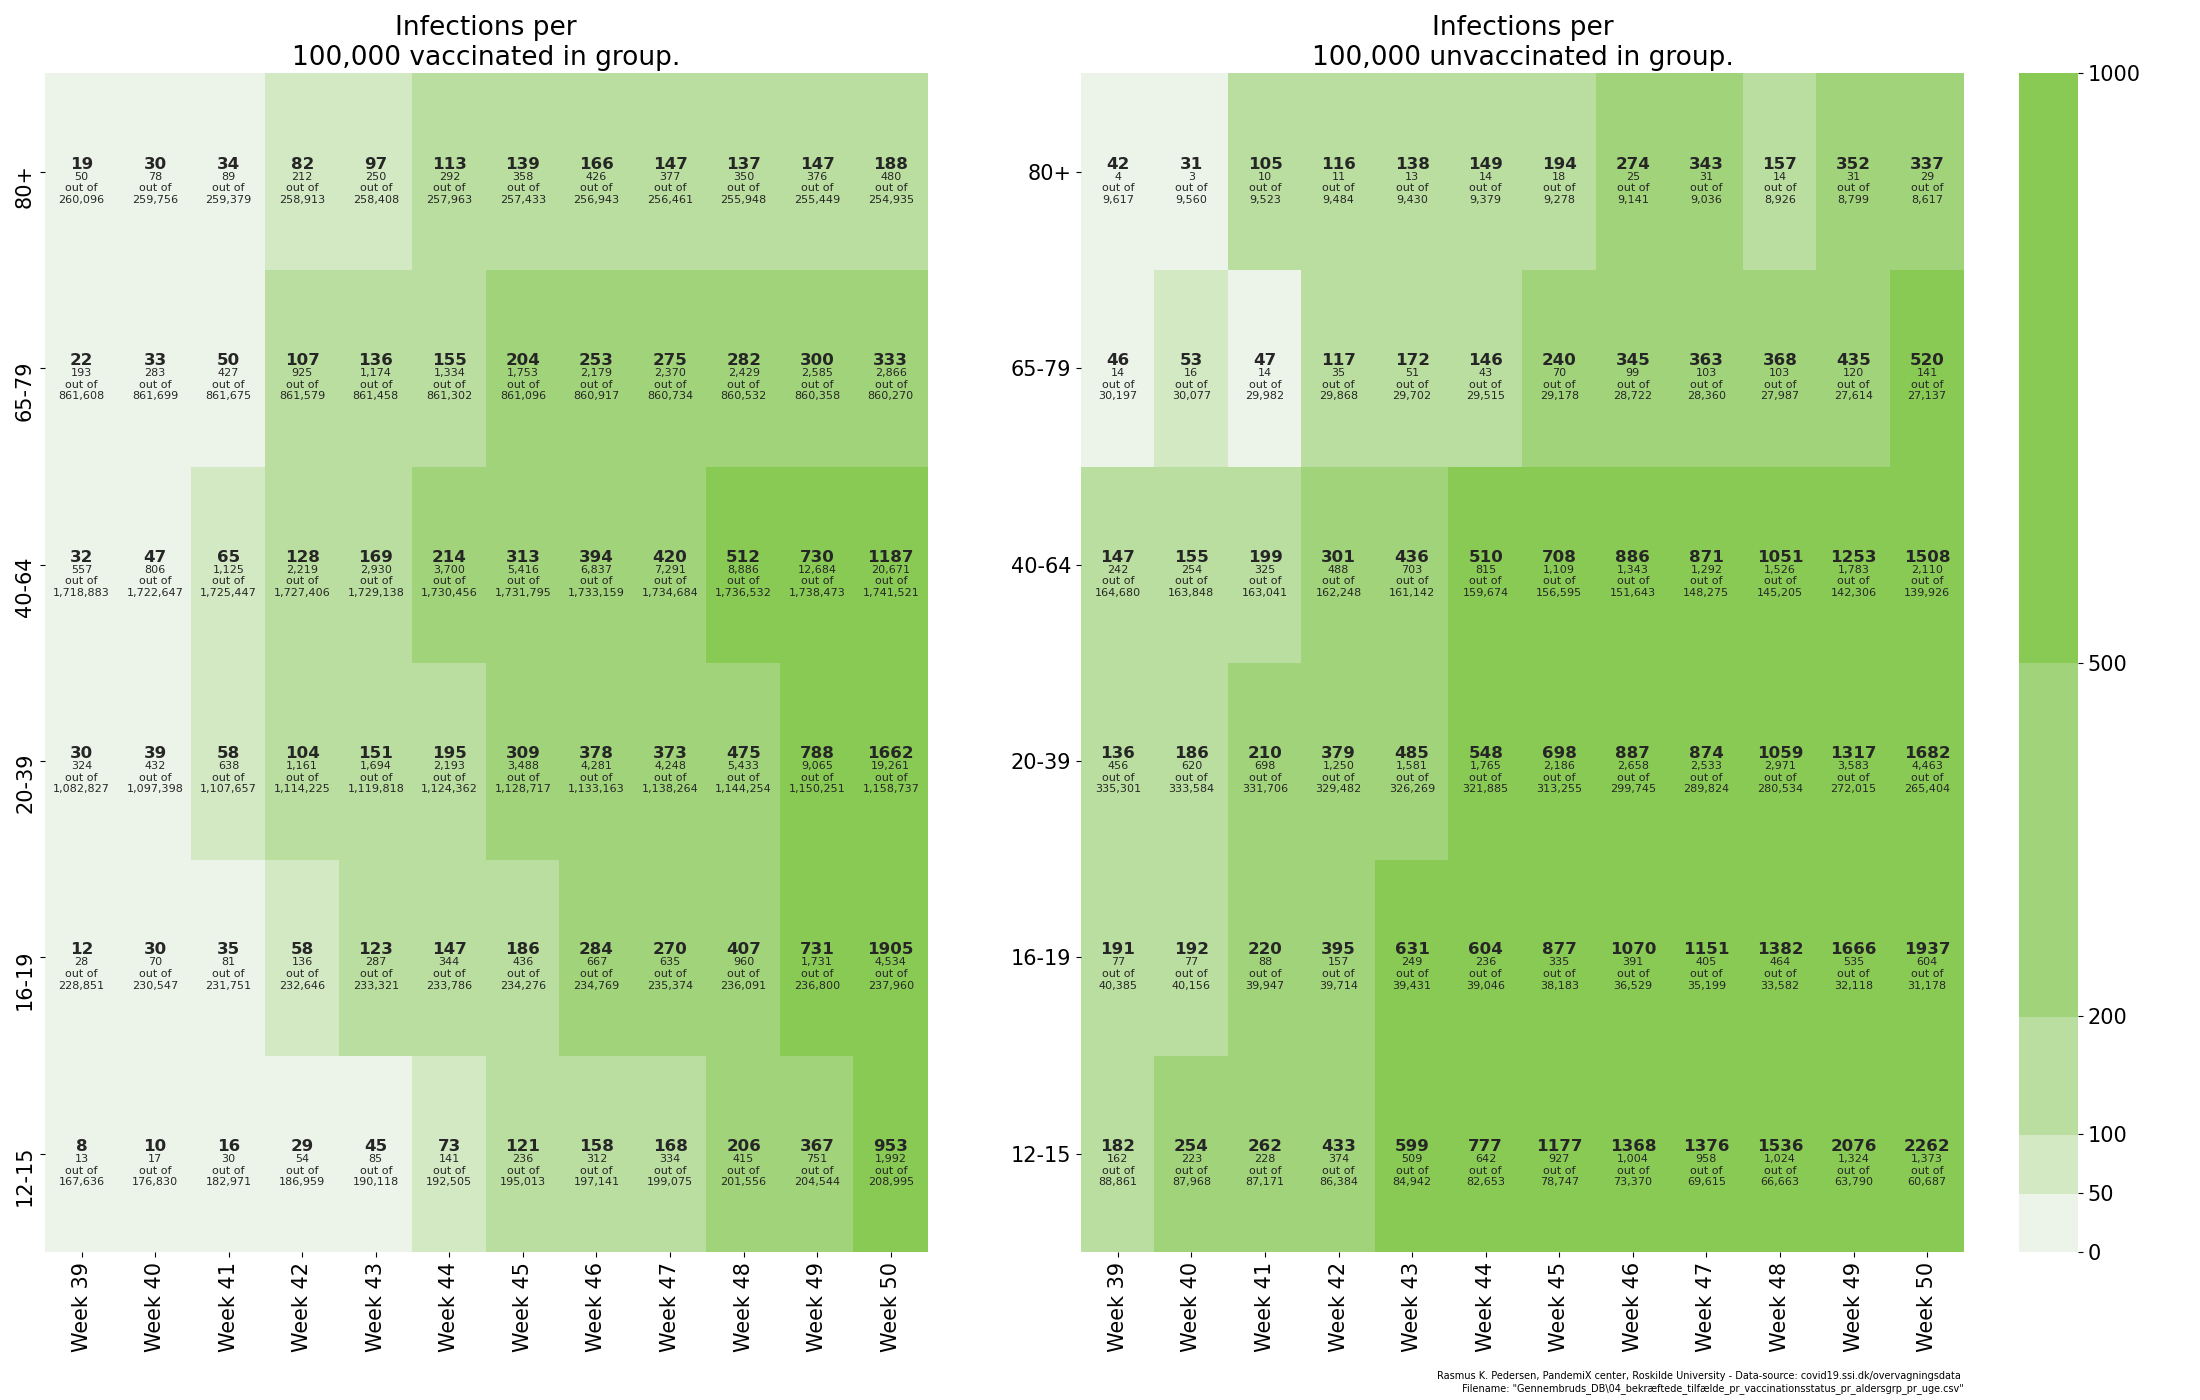 Infections per
100,000 vaccinated in group.
80+
19 30 34 82 97 113 139 166 147 137 147 188
50 78 89 212 250 292 358 426 377 350 376 480
out of out of out of out of out of out of out of out of out of out of out of out of
260,096 259,756 259,379 258,913 258,408 257,963 257,433 256,943 256,461 255,948 255,449 254,935
65-79
22 33 50 107 136 155 204 253 275 282 300 333
193 283 427 925 1,174 1,334 1,753 2,179 2,370 2,429 2,585 2,866
out of out of out of out of out of out of out of out of out of out of out of out of
861,608 861,699 861,675 861,579 861,458 861,302 861,096 860,917 860,734 860,532 860,358 860,270
40-64
32 47 65 128 169 214 313 394 420 512 730 1187
557 806 1,125 2,219 2,930 3,700 5,416 6,837 7,291 8,886 12,684 20,671
out of out of out of out of out of out of out of out of out of out of out of out of
1,718,883 1,722,647 1,725,447 1,727,406 1,729,138 1,730,456 1,731,795 1,733,159 1,734,684 1,736,532 1,738,473 1,741,521
20-39
30 39 58 104 151 195 309 378 373 475 788 1662
324 432 638 1,161 1,694 2,193 3,488 4,281 4,248 5,433 9,065 19,261
out of out of out of out of out of out of out of out of out of out of out of out of
1,082,827 1,097,398 1,107,657 1,114,225 1,119,818 1,124,362 1,128,717 1,133,163 1,138,264 1,144,254 1,150,251 1,158,737
16-19
12 30 35 58 123 147 186 284 270 407 731 1905
28 70 81 136 287 344 436 667 635 960 1,731 4,534
out of out of out of out of out of out of out of out of out of out of out of out of
228,851 230,547 231,751 232,646 233,321 233,786 234,276 234,769 235,374 236,091 236,800 237,960
12-15
8 10 16 29 45 73 121 158 168 206 367 953
13 17 30 54 85 141 236 312 334 415 751 1,992
out of out of out of out of out of out of out of out of out of out of out of out of
167,636 176,830 182,971 186,959 190,118 192,505 195,013 197,141 199,075 201,556 204,544 208,995
Week 39 Week 40 Week 41 Week 42 Week 43 Week 44 Week 45 Week 46 Week 47 Week 48 Week 49 Week 50
Infections per
100,000 unvaccinated in group.
80+
42 31 105 116 138 149 194 274 343 157 352 337
4 3 10 11 13 14 18 25 31 14 31 29
out of out of out of out of out of out of out of out of out of out of out of out of
9,617 9,560 9,523 9,484 9,430 9,379 9,278 9,141 9,036 8,926 8,799 8,617
65-79
46 53 47 117 172 146 240 345 363 368 435 520
14 16 14 35 51 43 70 99 103 103 120 141
out of out of out of out of out of out of out of out of out of out of out of out of
30,197 30,077 29,982 29,868 29,702 29,515 29,178 28,722 28,360 27,987 27,614 27,137
40-64
147 155 199 301 436 510 708 886 871 1051 1253 1508
242 254 325 488 703 815 1,109 1,343 1,292 1,526 1,783 2,110
out of out of out of out of out of out of out of out of out of out of out of out of
164,680 163,848 163,041 162,248 161,142 159,674 156,595 151,643 148,275 145,205 142,306 139,926
20-39
136 186 210 379 485 548 698 887 874 1059 1317 1682
456 620 698 1,250 1,581 1,765 2,186 2,658 2,533 2,971 3,583 4,463
out of out of out of out of out of out of out of out of out of out of out of out of
335,301 333,584 331,706 329,482 326,269 321,885 313,255 299,745 289,824 280,534 272,015 265,404
16-19
191 192 220 395 631 604 877 1070 1151 1382 1666 1937
77 77 88 157 249 236 335 391 405 464 535 604
out of out of out of out of out of out of out of out of out of out of out of out of
40,385 40,156 39,947 39,714 39,431 39,046 38,183 36,529 35,199 33,582 32,118 31,178
12-15
182 254 262 433 599 777 1177 1368 1376 1536 2076 2262
162 223 228 374 509 642 927 1,004 958 1,024 1,324 1,373
out of out of out of out of out of out of out of out of out of out of out of out of
88,861 87,968 87,171 86,384 84,942 82,653 78,747 73,370 69,615 66,663 63,790 60,687
Week 39 Week 40 Week 41 Week 42 Week 43 Week 44 Week 45 Week 46 Week 47 Week 48 Week 49 Week 50
1000
500
200
100
50
0
Rasmus K. Pedersen, PandemiX center, Roskilde University - Data-source: covid19.ssi.dk/overvagningsdata
Filename: "Gennembruds_DB\04_bekræftede_tilfælde_pr_vaccinationsstatus_pr_aldersgrp_pr_uge.csv"